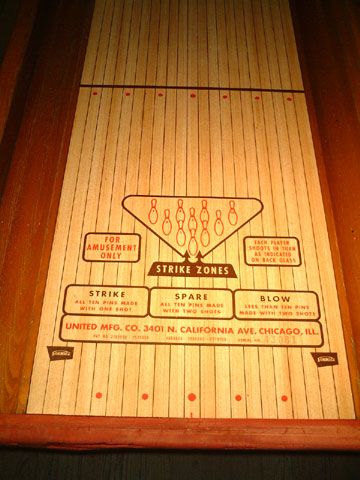 FOR
AMUSEMENT
ONLY
EACH PLAYER
SHOOTS IN TURN
AS INDICATED
ON BACK GLASS
STRIKE ZONES
STRIKE
ALL TEN PINS MADE
WITH ONE SHOT
SPARE
ALL TEN PINS MADE
WITH TWO SHOTS
BLOW
LESS THAN TEN PINS
MADE WITH TWO SHOTS
UNITED MFG. CO. 3401 N. CALIFORNIA AVE. CHICAGO, ILL.